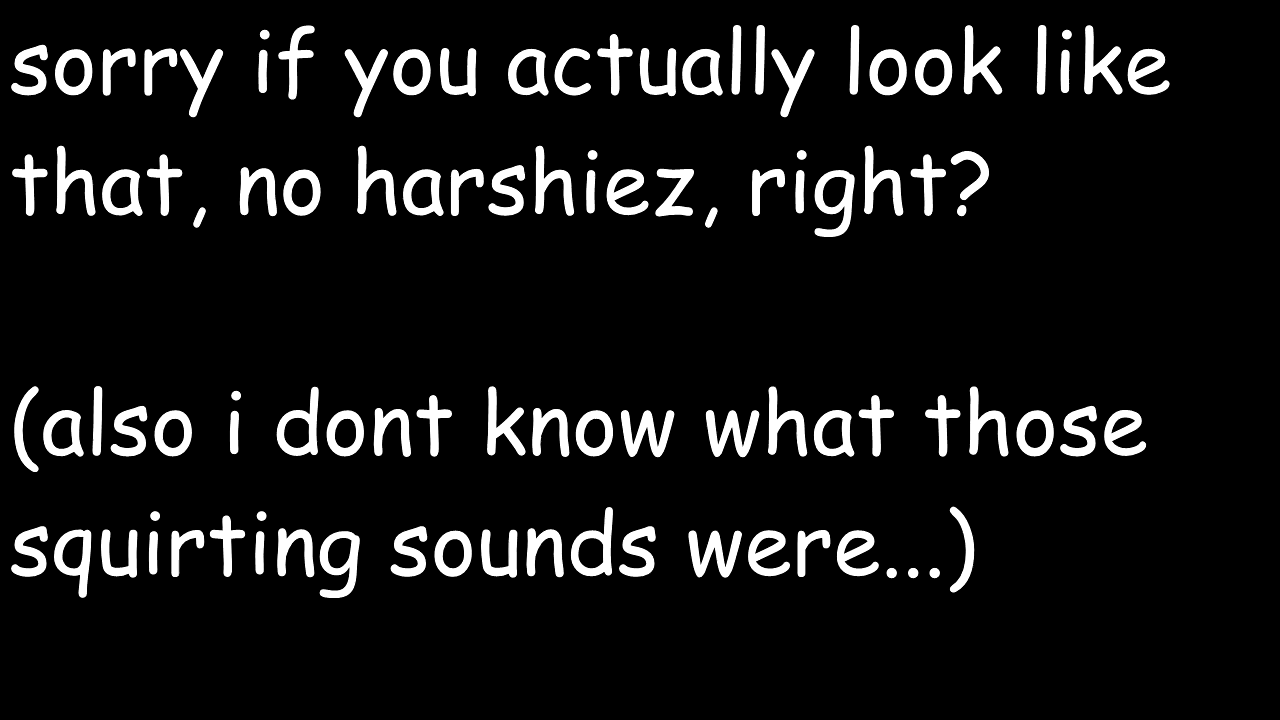 sorry if you actually look like
that, no harshiez, right?
(also i dont know what those
squirting sounds were...)